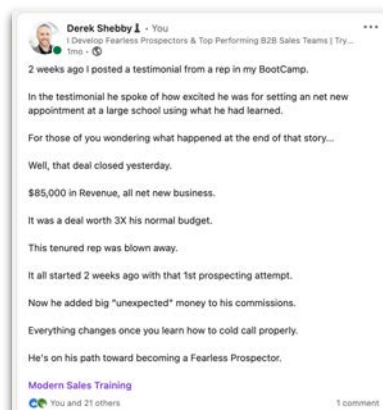 Derek Shebby • You
I Develop Fearless Prospectors & Top Performing B2B Sales Teams | Try...
1mo •
2 weeks ago I posted a testimonial from a rep in my BootCamp.
In the testimonial he spoke of how excited he was for setting an net new
appointment at a large school using what he had learned.
For those of you wondering what happened at the end of that story...
Well, that deal closed yesterday.
$85,000 in Revenue, all net new business.
It was a deal worth 3X his normal budget.
This tenured rep was blown away.
It all started 2 weeks ago with that 1st prospecting attempt.
Now he added big "unexpected" money to his commissions.
Everything changes once you learn how to cold call properly.
He's on his path toward becoming a Fearless Prospector.
Modern Sales Training
You and 21 others 1 comment